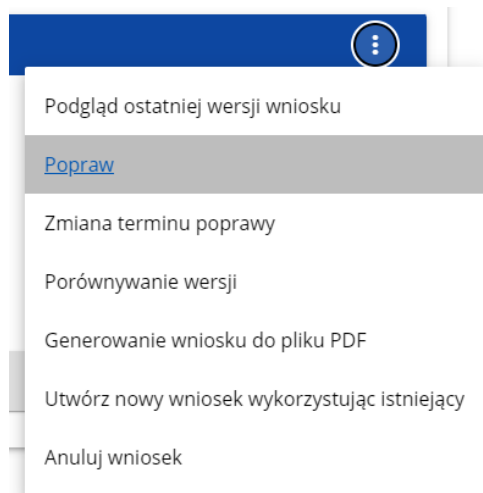 Podgląd ostatniej wersji wniosku
Popraw
Zmiana terminu poprawy
Porównywanie wersji
Generowanie wniosku do pliku PDF
Utwórz nowy wniosek wykorzystując istniejący
Anuluj wniosek